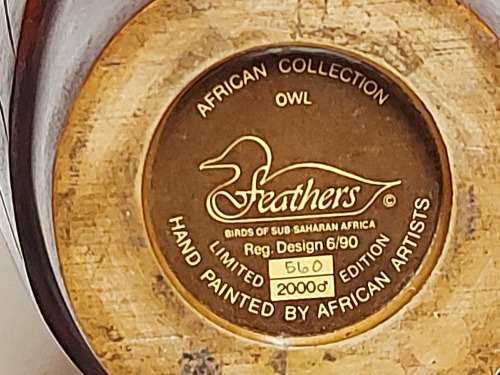 AFRICAN COLLECTION
OWL
Feathers ©
BIRDS OF SUB-SAHARAN AFRICA
Reg. Design 6/90
LIMITED EDITION
560
2000♂
HAND PAINTED BY AFRICAN ARTISTS